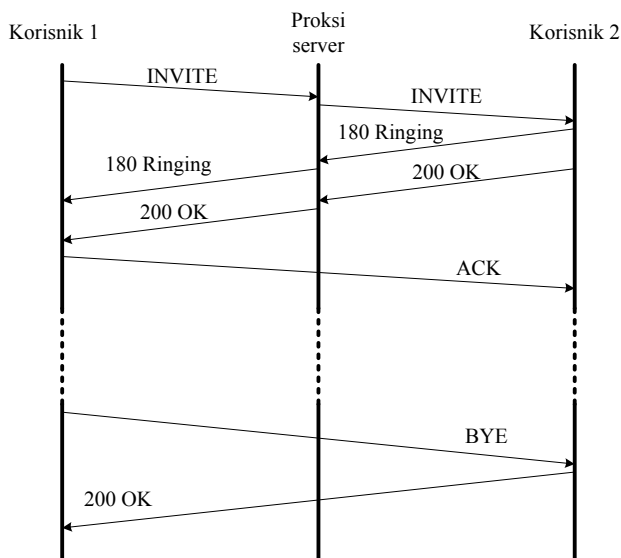 Korisnik 1
Proksi
server
Korisnik 2
INVITE
INVITE
180 Ringing
180 Ringing
200 OK
200 OK
ACK
BYE
200 OK